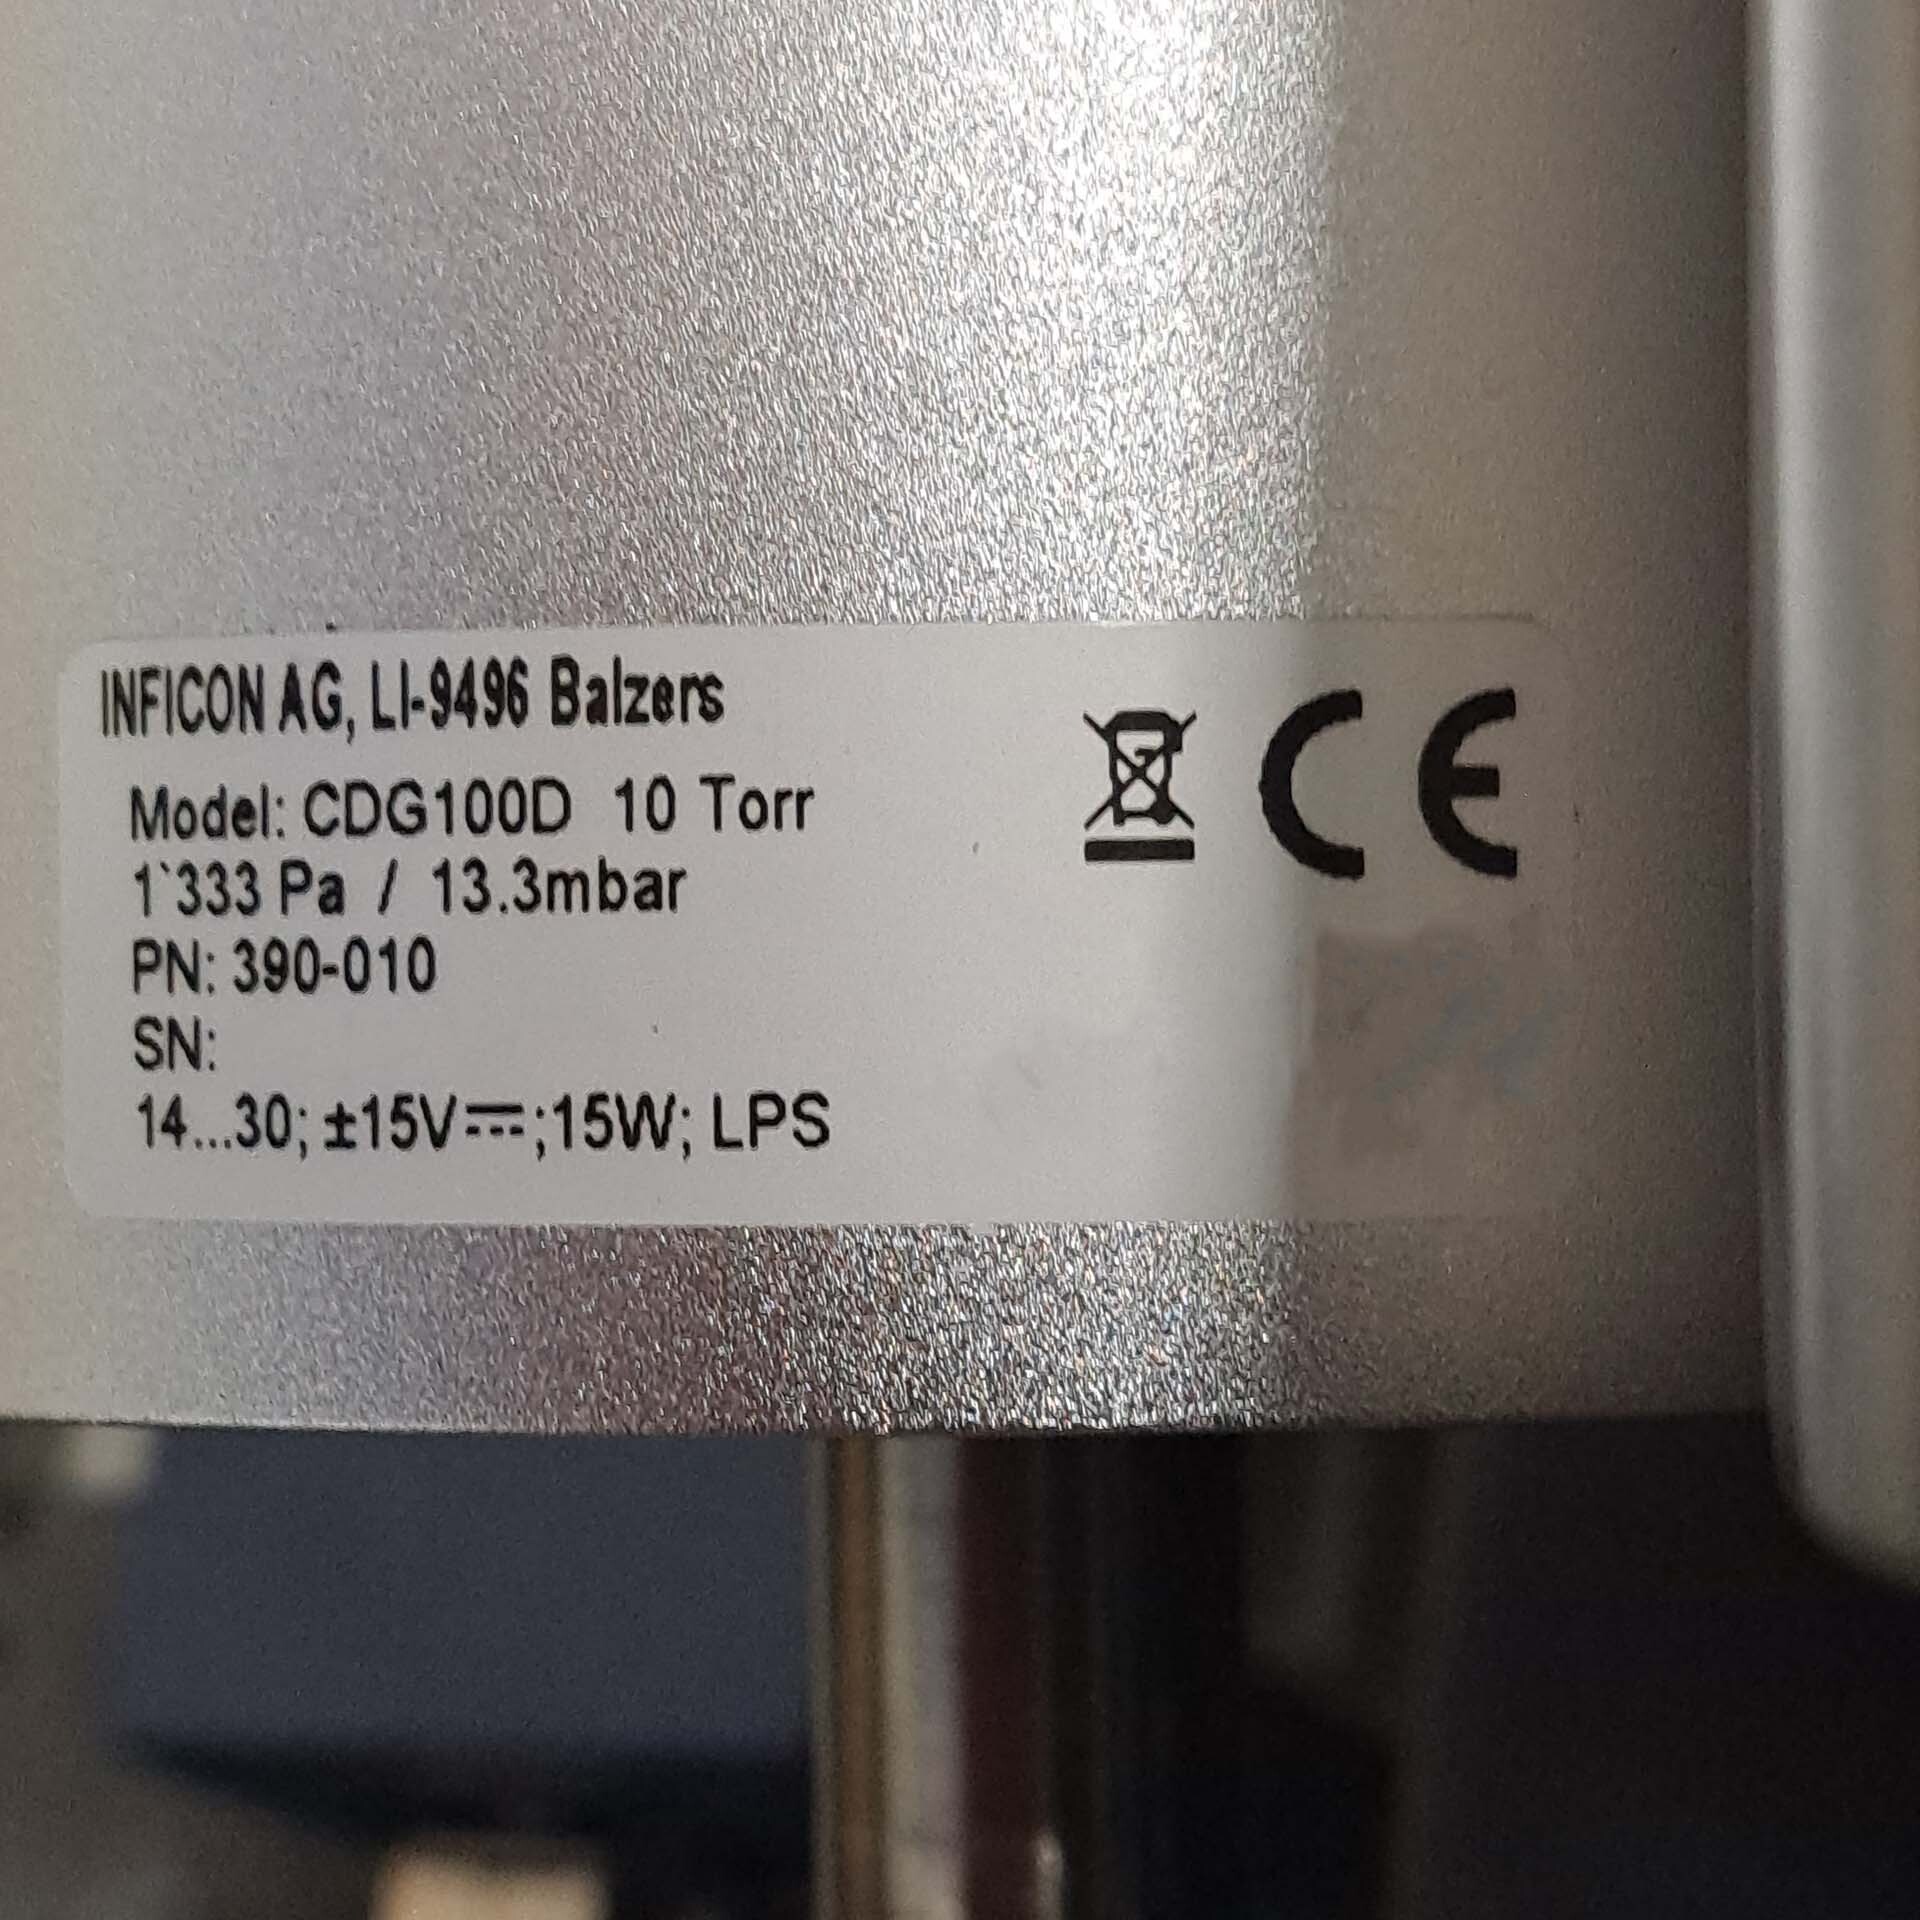 INFICON AG, LI-9496 Balzers
Model: CDG100D 10 Torr
1`333 Pa / 13.3mbar
PN: 390-010
SN:
14...30; ±15V⎓;15W; LPS
CE